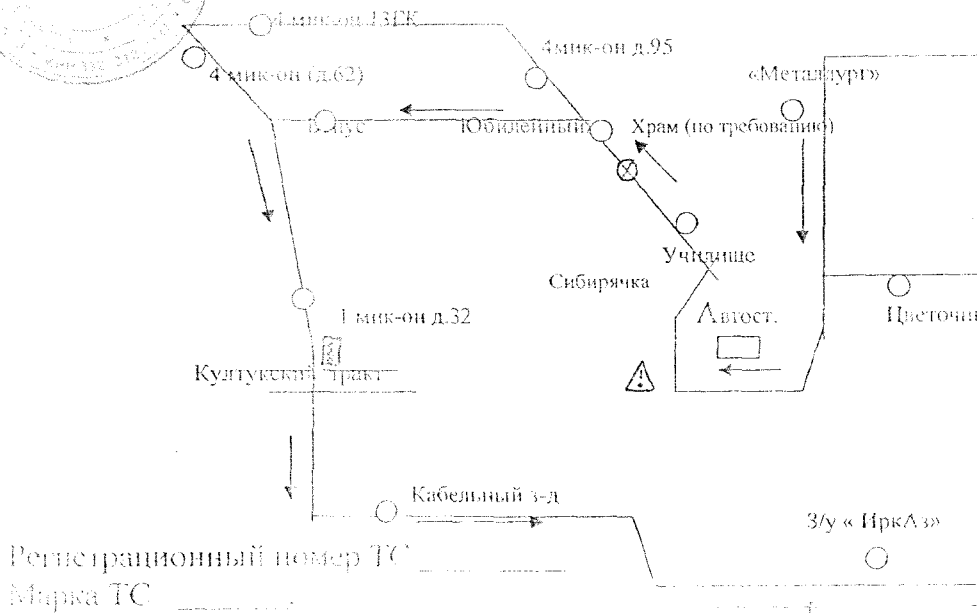 4 мик-он 13ГК
4мик-он д.95
4 мик-он (д.62)
«Металлург»
Юбилейный
Храм (по требованию)
Училище
Сибирячка
Автост.
Цветочн
1 мик-он д.32
Култукский тракт
Кабельный з-д
З/у « ИркАз»
Регистрационный номер ТС
Марка ТС